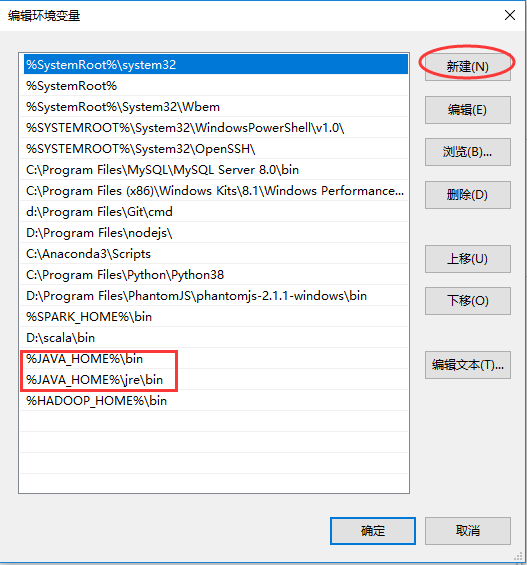 编辑环境变量
%SystemRoot%\system32
%SystemRoot%
%SystemRoot%\System32\Wbem
%SYSTEMROOT%\System32\WindowsPowerShell\v1.0\
%SYSTEMROOT%\System32\OpenSSH\
C:\Program Files\MySQL\MySQL Server 8.0\bin
C:\Program Files (x86)\Windows Kits\8.1\Windows Performance...
d:\Program Files\Git\cmd
D:\Program Files\nodejs\
C:\Anaconda3\Scripts
C:\Program Files\Python\Python38
D:\Program Files\PhantomJS\phantomjs-2.1.1-windows\bin
%SPARK_HOME%\bin
D:\scala\bin
%JAVA_HOME%\bin
%JAVA_HOME%\jre\bin
%HADOOP_HOME%\bin
新建(N)
编辑(E)
浏览(B)...
删除(D)
上移(U)
下移(O)
编辑文本(T)...
确定
取消